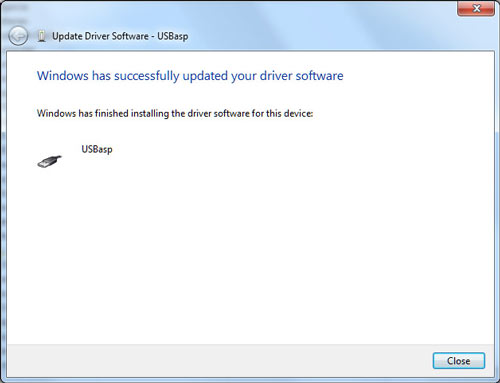 Update Driver Software - USBasp
Windows has successfully updated your driver software
Windows has finished installing the driver software for this device:
USBasp
Close